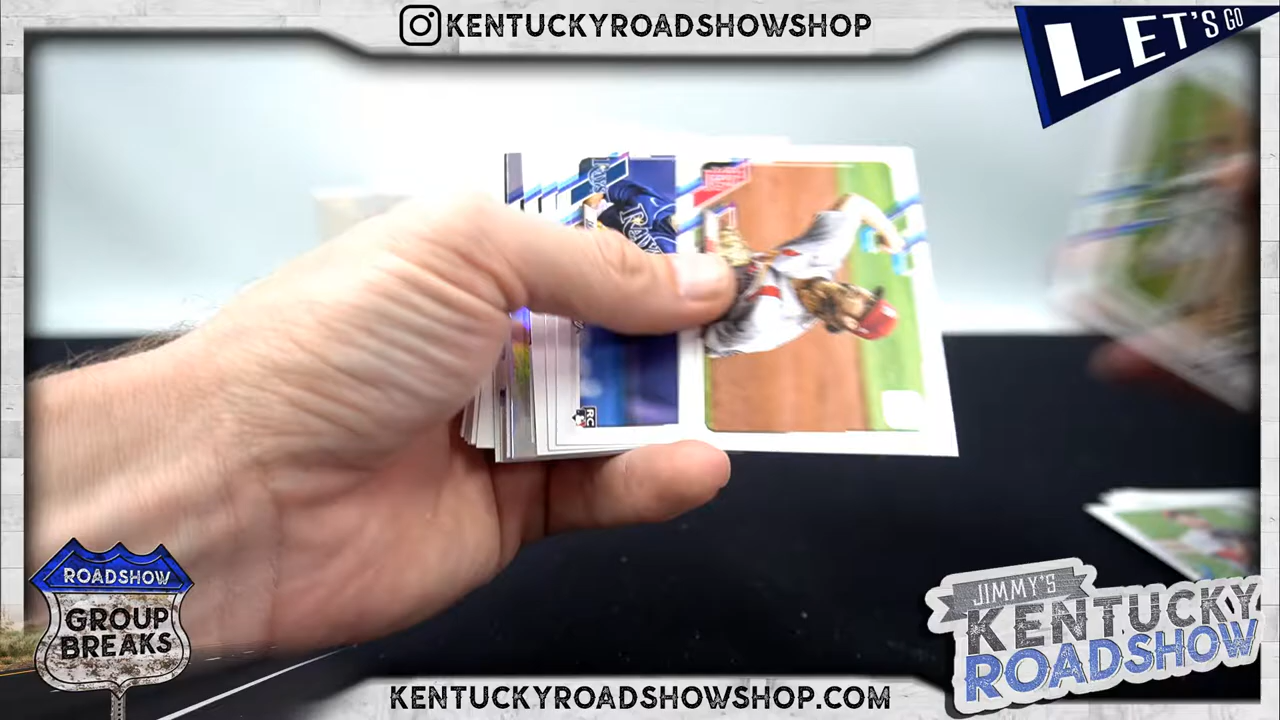 KENTUCKYROADSHOWSHOP
LET'S GO
RAYS
RC
ROADSHOW
GROUP
BREAKS
JIMMY'S
KENTUCKY
ROADSHOW
KENTUCKYROADSHOWSHOP.COM